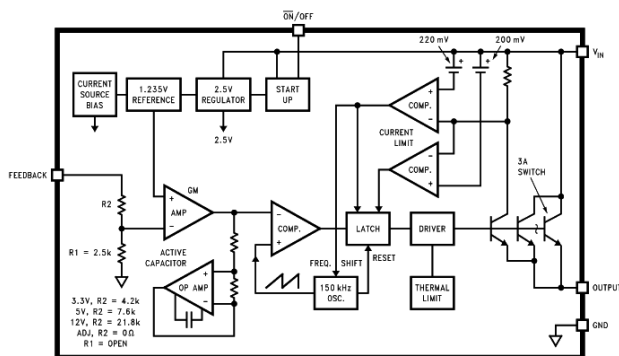 ON/OFF
220 mV
200 mV
+
+
VIN
CURRENT
SOURCE
BIAS
1.235V
REFERENCE
2.5V
REGULATOR
START
UP
2.5V
+
COMP.
-
CURRENT
LIMIT
-
COMP.
+
3A
SWITCH
FEEDBACK
R2
GM
+
AMP
-
-
COMP.
+
LATCH
DRIVER
R1 = 2.5k
ACTIVE
CAPACITOR
FREQ. SHIFT
RESET
+
OP AMP
-
150 kHz
OSC.
THERMAL
LIMIT
OUTPUT
3.3V, R2 = 4.2k
5V, R2 = 7.6k
12V, R2 = 21.8k
ADJ, R2 = 0Ω
R1 = OPEN
GND